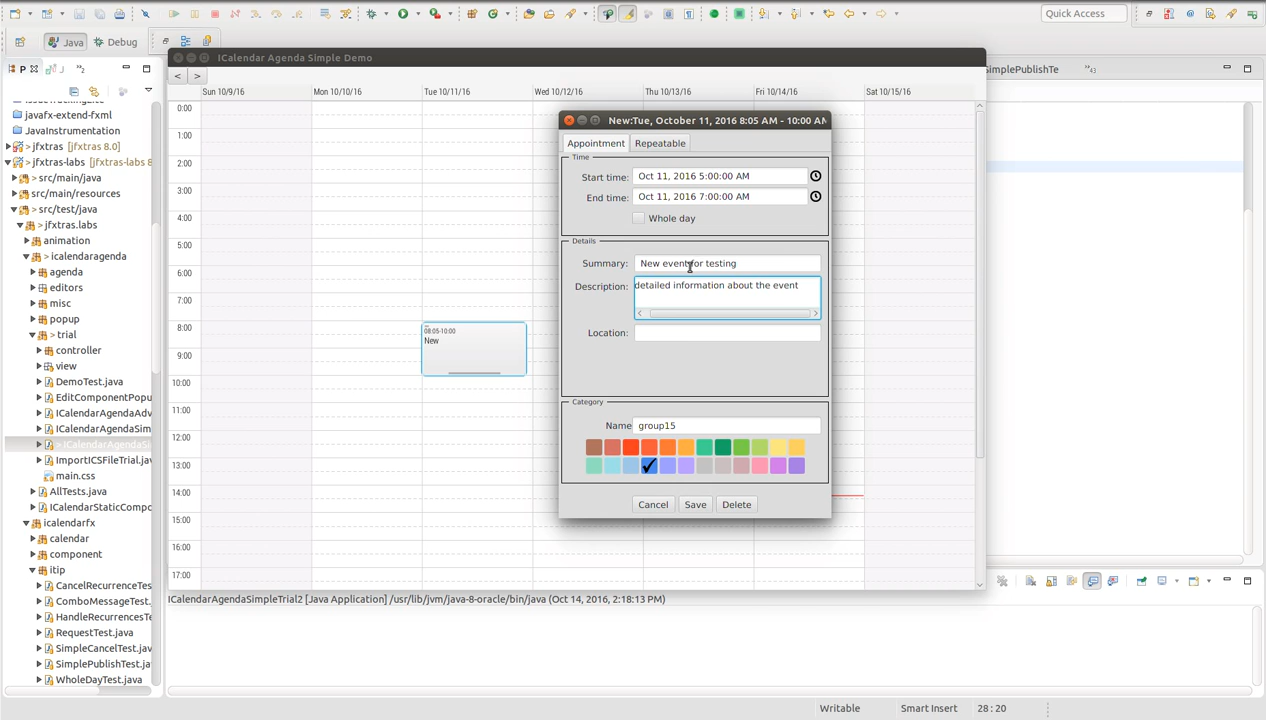 Quick Access
Java
Debug
ICalendar Agenda Simple Demo
P
J
2
SimplePublishTe
43
<
>
Sun 10/9/16
Mon 10/10/16
Tue 10/11/16
Wed 10/12/16
Thu 10/13/16
Fri 10/14/16
Sat 10/15/16
javafx-extend-fxml
JavaInstrumentation
> jfxtras [jfxtras 8.0]
> jfxtras-labs [jfxtras 8
> src/main/java
src/main/resources
> src/test/java
> jfxtras.labs
animation
> icalendaragenda
agenda
editors
misc
popup
> trial
controller
view
DemoTest.java
EditComponentPopu
ICalendarAgendaAdv
ICalendarAgendaSim
> ICalendarAgendaSi
ImportICSFileTrial.java
main.css
AllTests.java
ICalendarStaticCompo
icalendarfx
calendar
component
itip
CancelRecurrenceTes
ComboMessageTest.
HandleRecurrencesTe
RequestTest.java
SimpleCancelTest.jav
SimplePublishTest.ja
WholeDayTest.java
0:00
1:00
2:00
3:00
4:00
5:00
6:00
7:00
8:00
9:00
10:00
11:00
12:00
13:00
14:00
15:00
16:00
17:00
08:05-10:00
New
New:Tue, October 11, 2016 8:05 AM - 10:00 AM
Appointment
Repeatable
Time
Start time: Oct 11, 2016 5:00:00 AM
End time: Oct 11, 2016 7:00:00 AM
Whole day
Details
Summary: New event for testing
Description: detailed information about the event
Location:
Category
Name group15
Cancel
Save
Delete
ICalendarAgendaSimpleTrial2 [Java Application] /usr/lib/jvm/java-8-oracle/bin/java (Oct 14, 2016, 2:18:13 PM)
Writable
Smart Insert
28 : 20